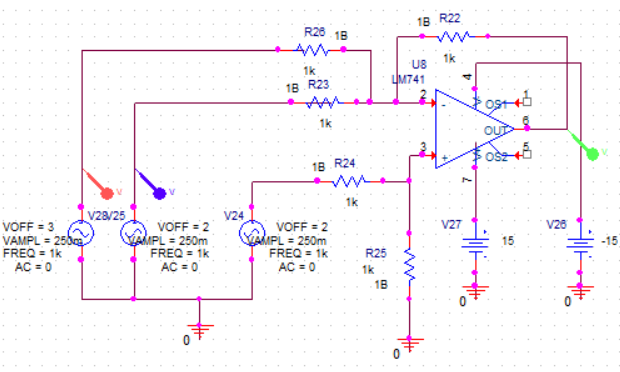 R26
1B
1k
R23
1B
1k
1B
R22
1k
U8
LM741
2
-
3
+
4
7
OS1
1
OUT
6
OS2
5
1B
R24
1k
R25
1k
1B
V28
V25
V24
VOFF = 3
VAMPL = 250m
FREQ = 1k
AC = 0
VOFF = 2
VAMPL = 250m
FREQ = 1k
AC = 0
VOFF = 2
VAMPL = 250m
FREQ = 1k
AC = 0
V27
15
V26
-15
0
0
0
0
V
V
V